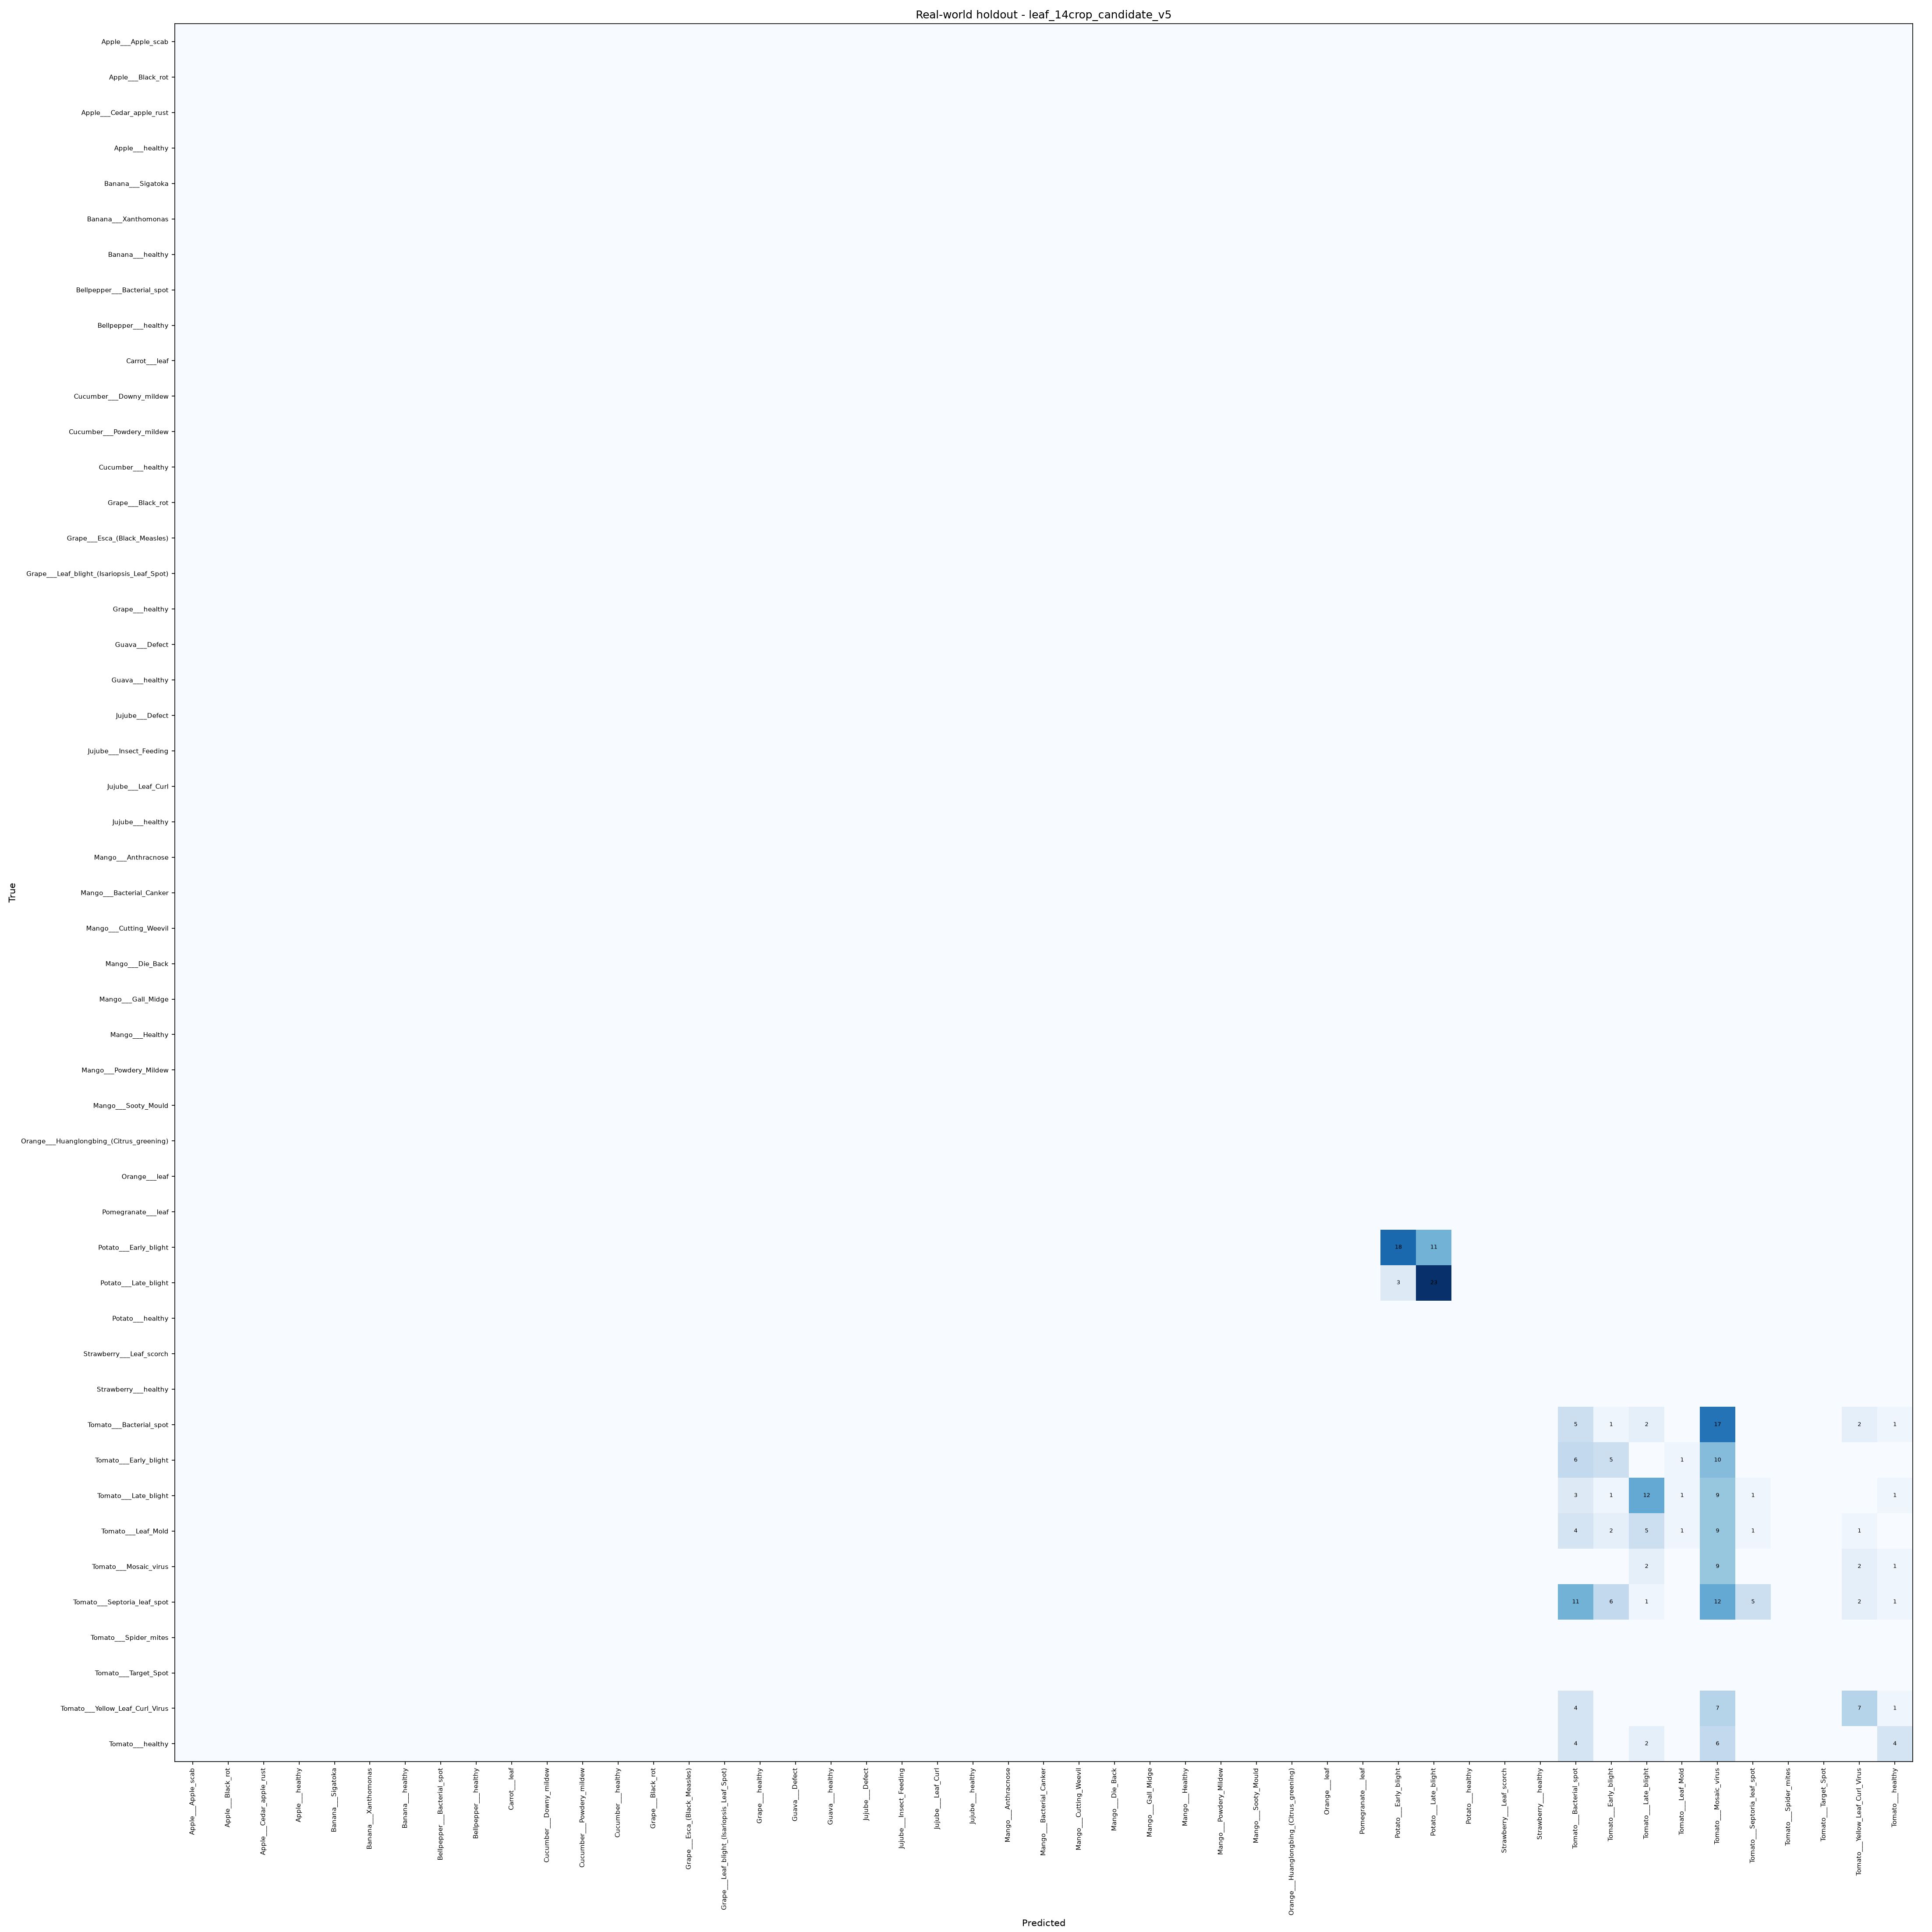 Real-world holdout - leaf_14crop_candidate_v5
True
Apple___Apple_scab
Apple___Black_rot
Apple___Cedar_apple_rust
Apple___healthy
Banana___Sigatoka
Banana___Xanthomonas
Banana___healthy
Bellpepper___Bacterial_spot
Bellpepper___healthy
Carrot___leaf
Cucumber___Downy_mildew
Cucumber___Powdery_mildew
Cucumber___healthy
Grape___Black_rot
Grape___Esca_(Black_Measles)
Grape___Leaf_blight_(Isariopsis_Leaf_Spot)
Grape___healthy
Guava___Defect
Guava___healthy
Jujube___Defect
Jujube___Insect_Feeding
Jujube___Leaf_Curl
Jujube___healthy
Mango___Anthracnose
Mango___Bacterial_Canker
Mango___Cutting_Weevil
Mango___Die_Back
Mango___Gall_Midge
Mango___Healthy
Mango___Powdery_Mildew
Mango___Sooty_Mould
Orange___Huanglongbing_(Citrus_greening)
Orange___leaf
Pomegranate___leaf
Potato___Early_blight 18 11
Potato___Late_blight 3
Potato___healthy
Strawberry___Leaf_scorch
Strawberry___healthy
Tomato___Bacterial_spot 5 1 2 17 2 1
Tomato___Early_blight 6 5 1 10
Tomato___Late_blight 3 1 12 1 9 1 1
Tomato___Leaf_Mold 4 2 5 1 9 1 1
Tomato___Mosaic_virus 2 9 2 1
Tomato___Septoria_leaf_spot 11 6 1 12 5 2 1
Tomato___Spider_mites
Tomato___Target_Spot
Tomato___Yellow_Leaf_Curl_Virus 4 7 7 1
Tomato___healthy 4 2 6 4
Apple___Apple_scab
Apple___Black_rot
Apple___Cedar_apple_rust
Apple___healthy
Banana___Sigatoka
Banana___Xanthomonas
Banana___healthy
Bellpepper___Bacterial_spot
Bellpepper___healthy
Carrot___leaf
Cucumber___Downy_mildew
Cucumber___Powdery_mildew
Cucumber___healthy
Grape___Black_rot
Grape___Esca_(Black_Measles)
Grape___Leaf_blight_(Isariopsis_Leaf_Spot)
Grape___healthy
Guava___Defect
Guava___healthy
Jujube___Defect
Jujube___Insect_Feeding
Jujube___Leaf_Curl
Jujube___healthy
Mango___Anthracnose
Mango___Bacterial_Canker
Mango___Cutting_Weevil
Mango___Die_Back
Mango___Gall_Midge
Mango___Healthy
Mango___Powdery_Mildew
Mango___Sooty_Mould
Orange___Huanglongbing_(Citrus_greening)
Orange___leaf
Pomegranate___leaf
Potato___Early_blight
Potato___Late_blight
Potato___healthy
Strawberry___Leaf_scorch
Strawberry___healthy
Tomato___Bacterial_spot
Tomato___Early_blight
Tomato___Late_blight
Tomato___Leaf_Mold
Tomato___Mosaic_virus
Tomato___Septoria_leaf_spot
Tomato___Spider_mites
Tomato___Target_Spot
Tomato___Yellow_Leaf_Curl_Virus
Tomato___healthy
Predicted